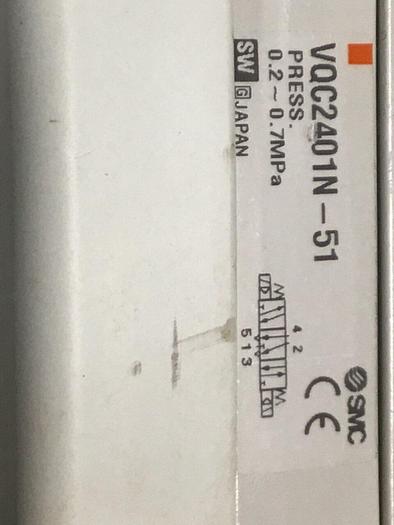 VQC2401N-51
PRESS.
0.2~0.7MPa
SW G JAPAN
4 2
5 1 3
SMC
CE